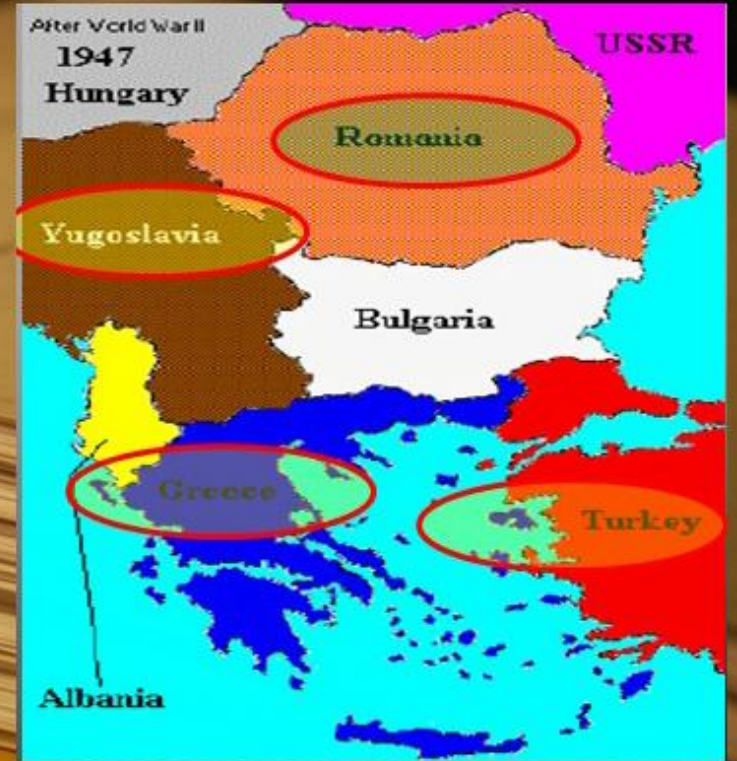 After World War II
1947
Hungary
USSR
Romania
Yugoslavia
Bulgaria
Greece
Turkey
Albania